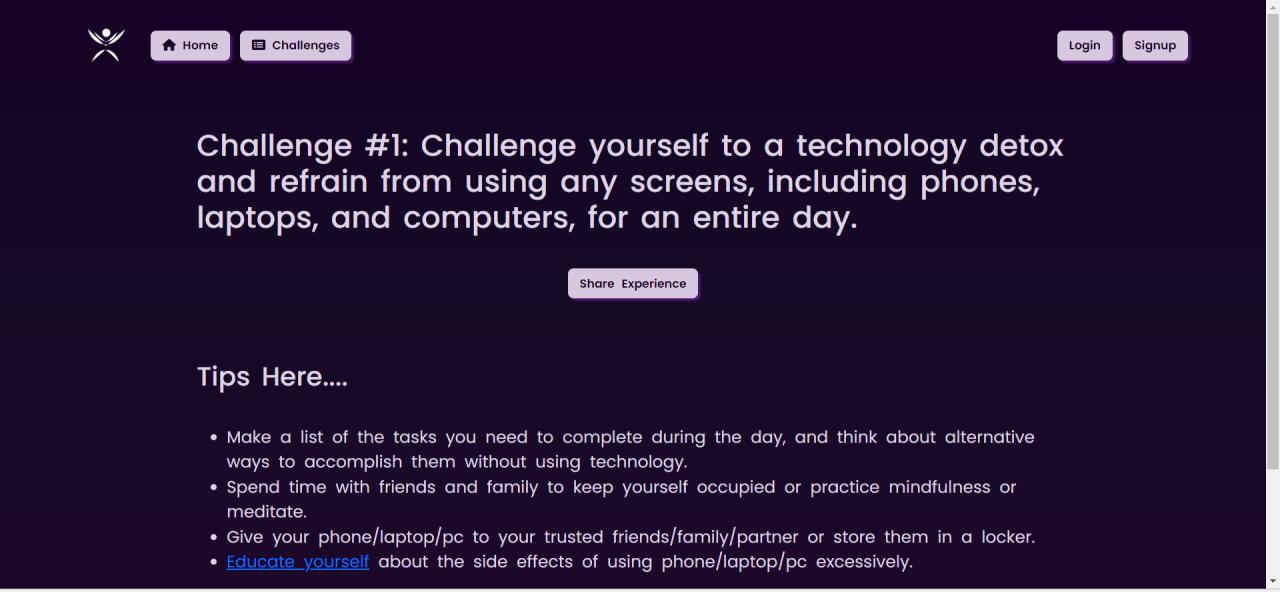 Home Challenges Login Signup
Challenge #1: Challenge yourself to a technology detox
and refrain from using any screens, including phones,
laptops, and computers, for an entire day.
Share Experience
Tips Here....
Make a list of the tasks you need to complete during the day, and think about alternative
ways to accomplish them without using technology.
Spend time with friends and family to keep yourself occupied or practice mindfulness or
meditate.
Give your phone/laptop/pc to your trusted friends/family/partner or store them in a locker.
Educate yourself about the side effects of using phone/laptop/pc excessively.